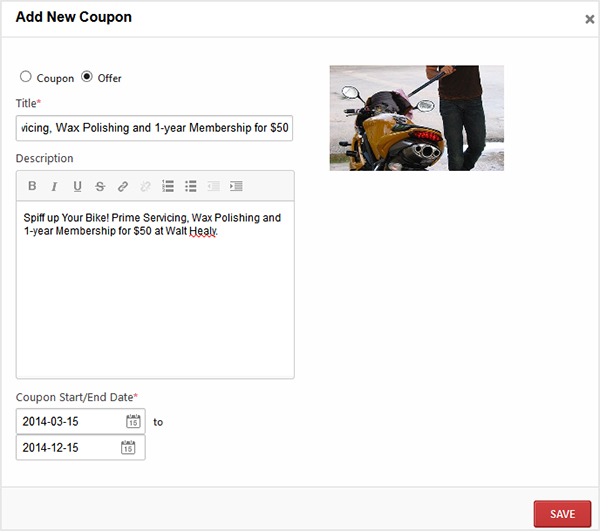 Add New Coupon
Coupon Offer
Title*
icing, Wax Polishing and 1-year Membership for $50
Description
B I U S
Spiff up Your Bike! Prime Servicing, Wax Polishing and
1-year Membership for $50 at Walt Healy.
Coupon Start/End Date*
2014-03-15 15 to
2014-12-15 15
SAVE